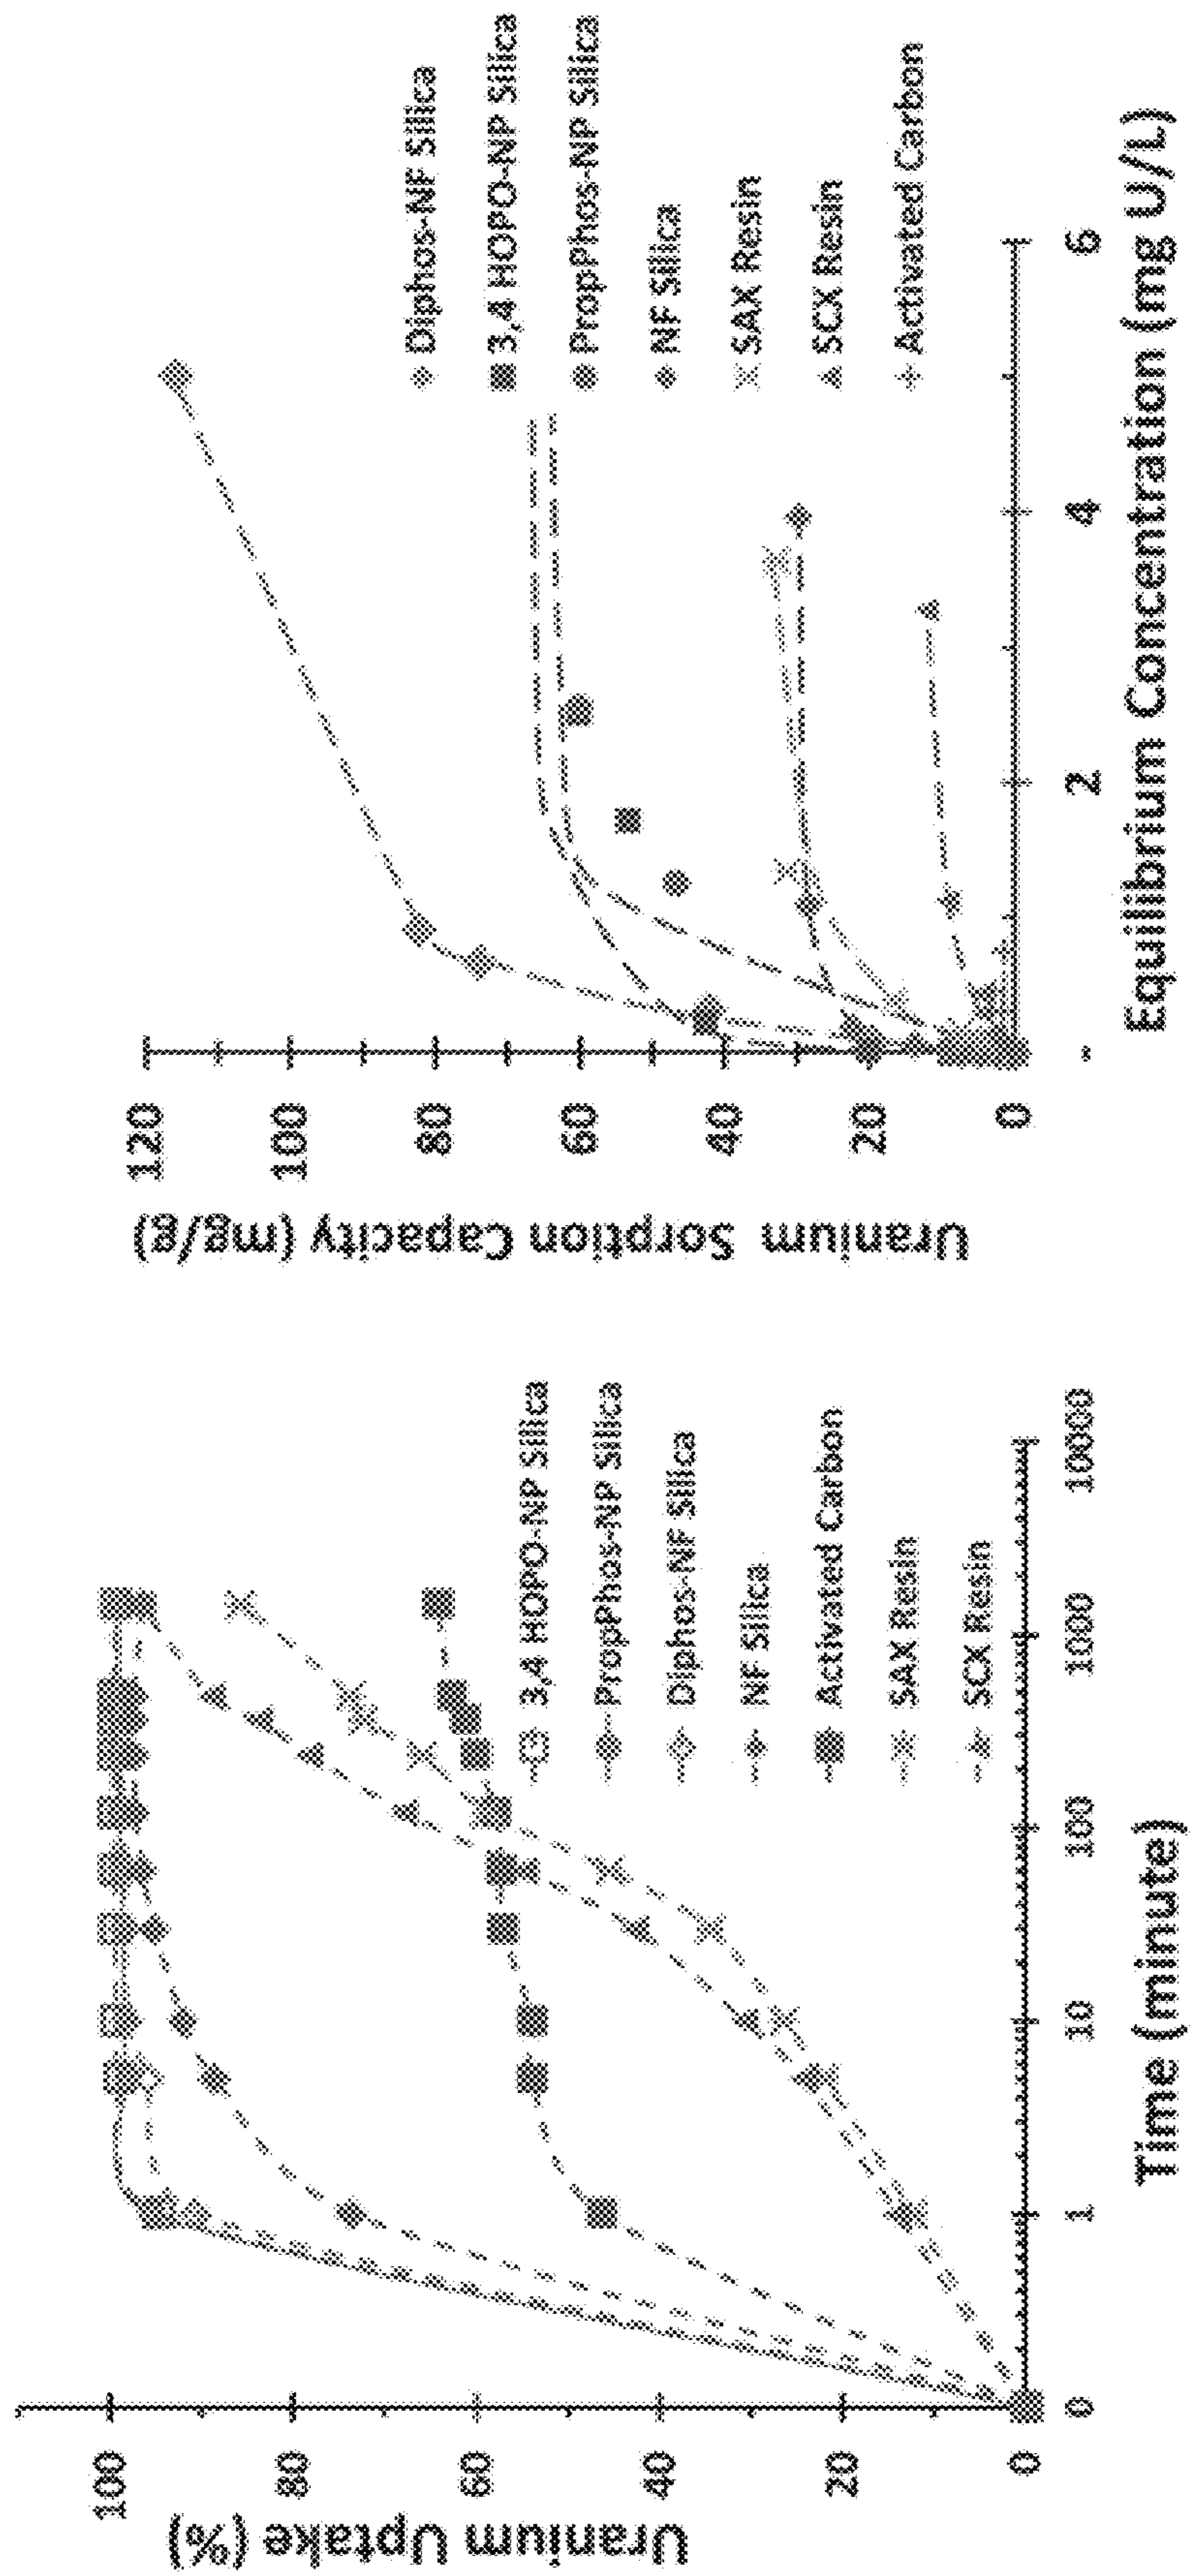 Uranium Uptake (%)
100
80
60
40
20
0
0
1
10
100
1000
10000
Time (minute)
3,4 HOPO-NP Silica
PropPhos-NP Silica
Diphos-NF Silica
NF Silica
Activated Carbon
SAX Resin
SCX Resin
Uranium Sorption Capacity (mg/g)
120
100
80
60
40
20
0
-
2
4
6
Equilibrium Concentration (mg U/L)
Diphos-NF Silica
3,4 HOPO-NP Silica
PropPhos-NP Silica
NF Silica
SAX Resin
SCX Resin
Activated Carbon